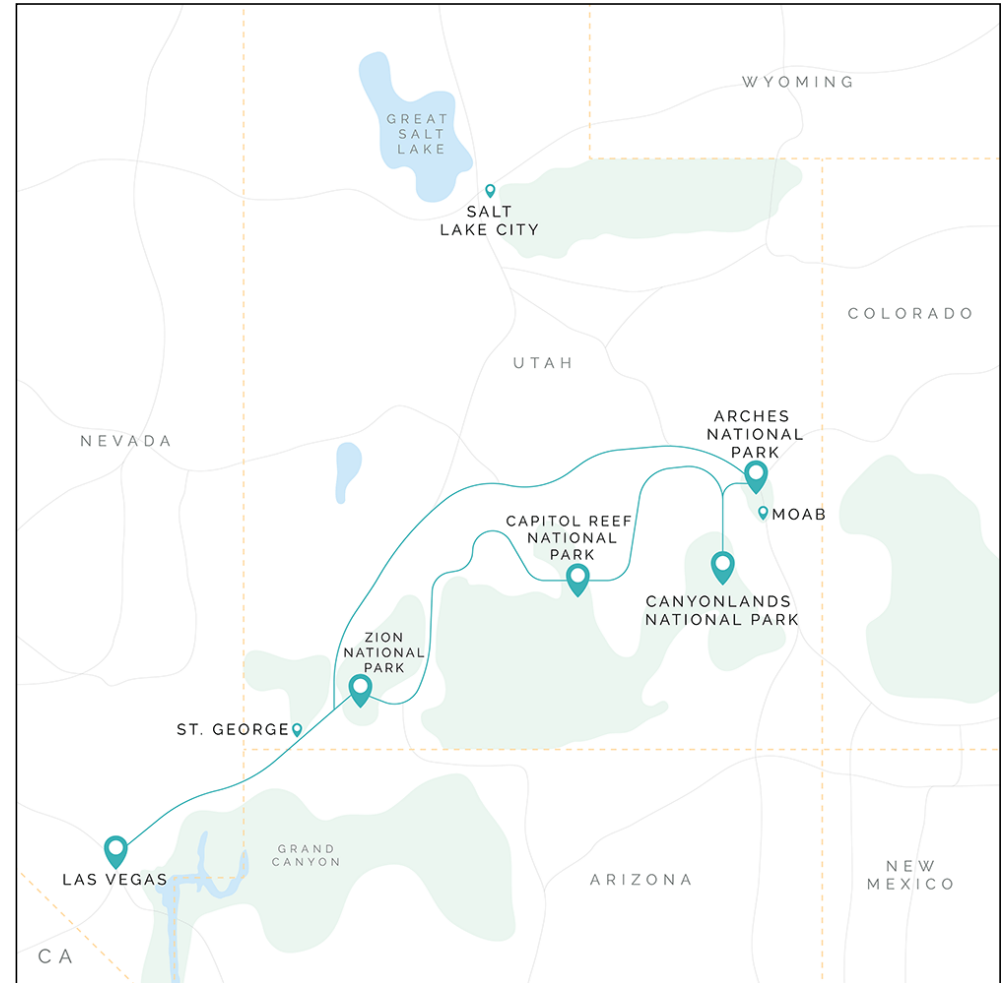 WYOMING
GREAT
SALT
LAKE
SALT
LAKE CITY
COLORADO
UTAH
ARCHES
NATIONAL
PARK
NEVADA
MOAB
CAPITOL REEF
NATIONAL
PARK
CANYONLANDS
NATIONAL PARK
ZION
NATIONAL
PARK
ST. GEORGE
GRAND
CANYON
LAS VEGAS
ARIZONA
NEW
MEXICO
CA